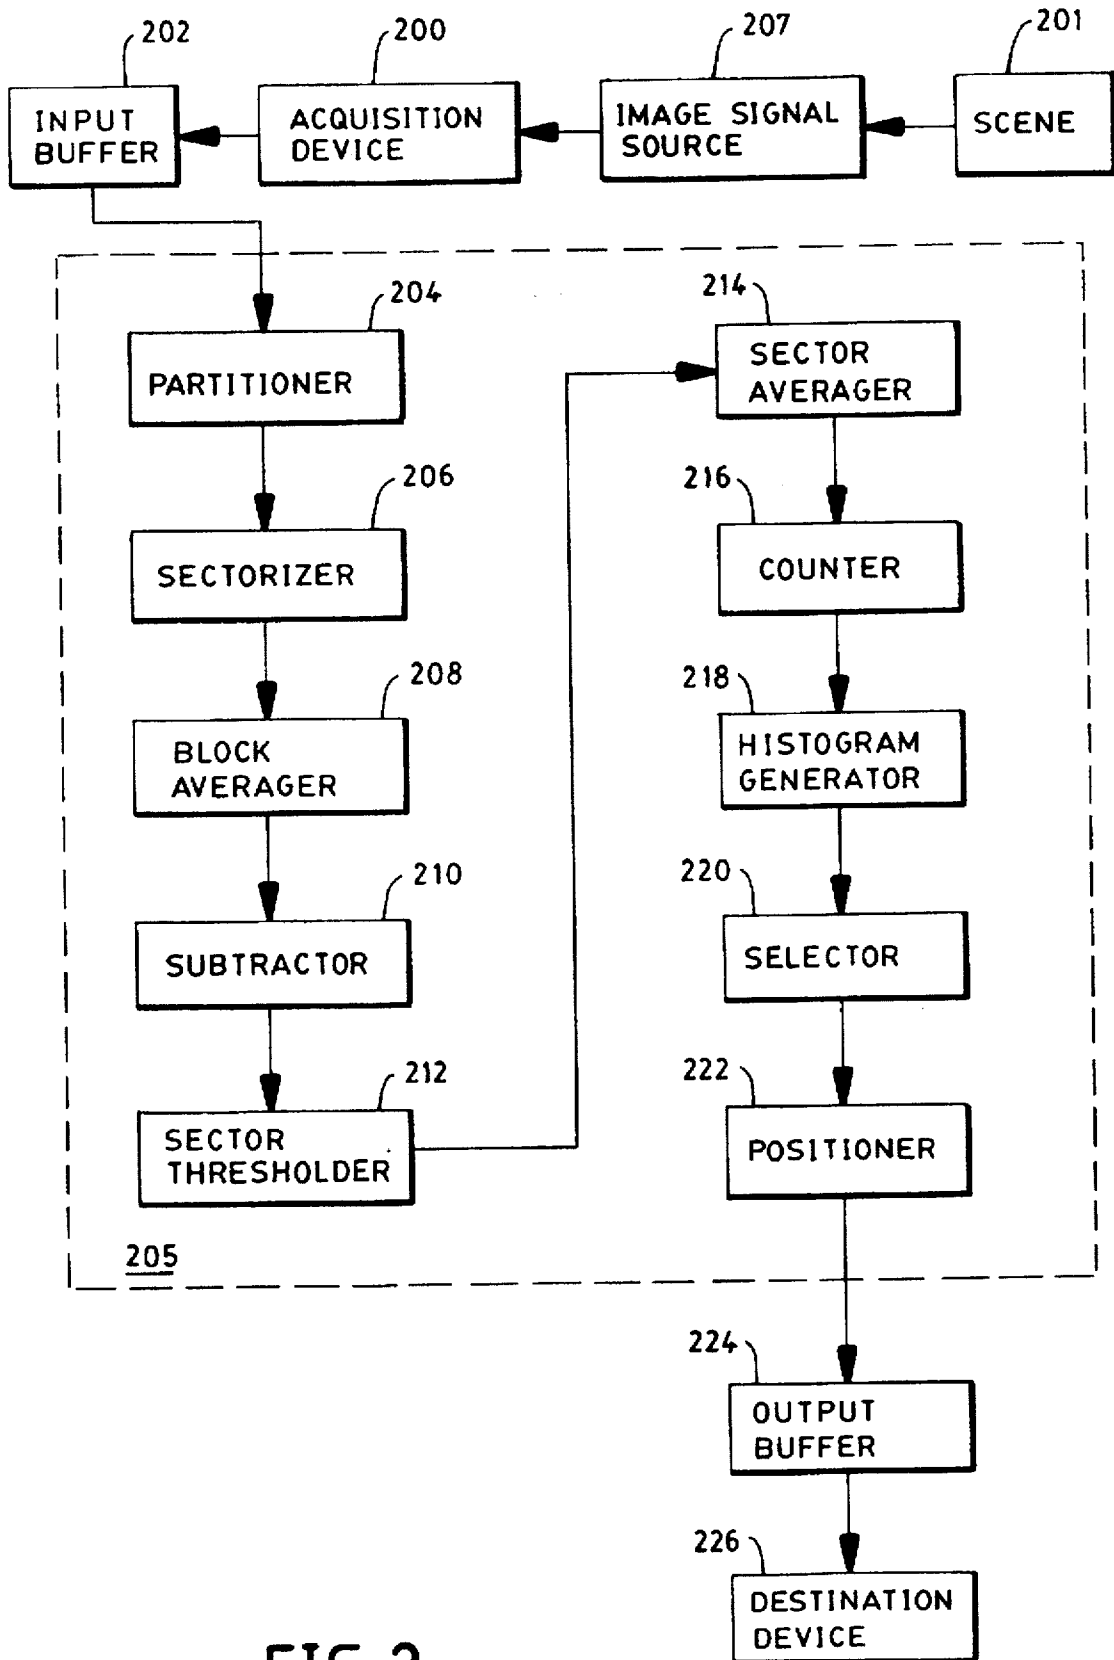 202
200
207
201
INPUT
BUFFER
ACQUISITION
DEVICE
IMAGE SIGNAL
SOURCE
SCENE
204
PARTITIONER
206
SECTORIZER
208
BLOCK
AVERAGER
210
SUBTRACTOR
212
SECTOR
THRESHOLDER
205
214
SECTOR
AVERAGER
216
COUNTER
218
HISTOGRAM
GENERATOR
220
SELECTOR
222
POSITIONER
224
OUTPUT
BUFFER
226
DESTINATION
DEVICE